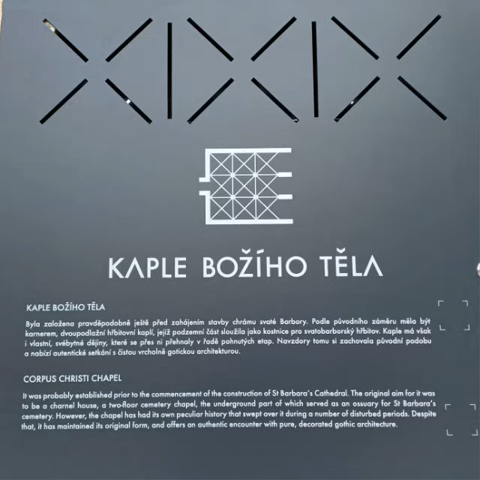 KAPLE BOŽÍHO TĚLA
KAPLE BOŽÍHO TĚLA
Byla založena pravděpodobně ještě před zahájením stavby chrámu svaté Barbory. Podle původního záměru měla být
karnerem, dvoupodlažní hřbitovní kaplí, jejíž podzemní část sloužila jako kostnice pro svatobarborský hřbitov. Kaple má však
i vlastní, svébytné dějiny, které se přes ni přehnaly v řadě pohnutých etap. Navzdory tomu si zachovala původní podobu
a nabízí autentické setkání s čistou vrcholně gotickou architekturou.
CORPUS CHRISTI CHAPEL
It was probably established prior to the commencement of the construction of St Barbara's Cathedral. The original aim for it was
to be a charnel house, a two-floor cemetery chapel, the underground part of which served as an ossuary for St Barbara's
cemetery. However, the chapel has had its own peculiar history that swept over it during a number of disturbed periods. Despite
that, it has maintained its original form, and offers an authentic encounter with pure, decorated gothic architecture.